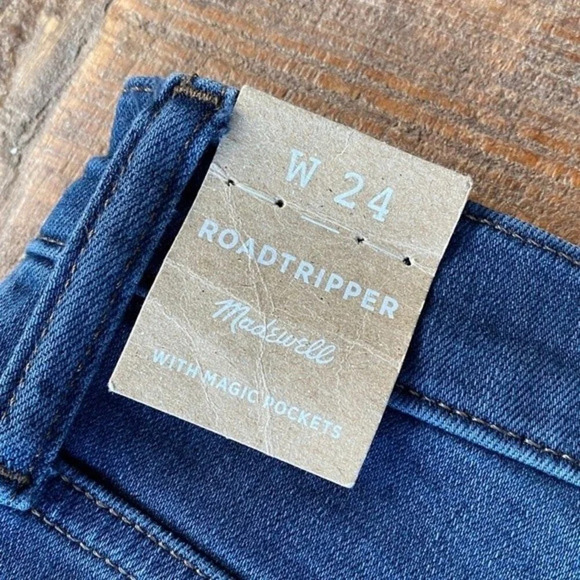 W 24
ROADTRIPPER
Madewell
WITH MAGIC POCKETS